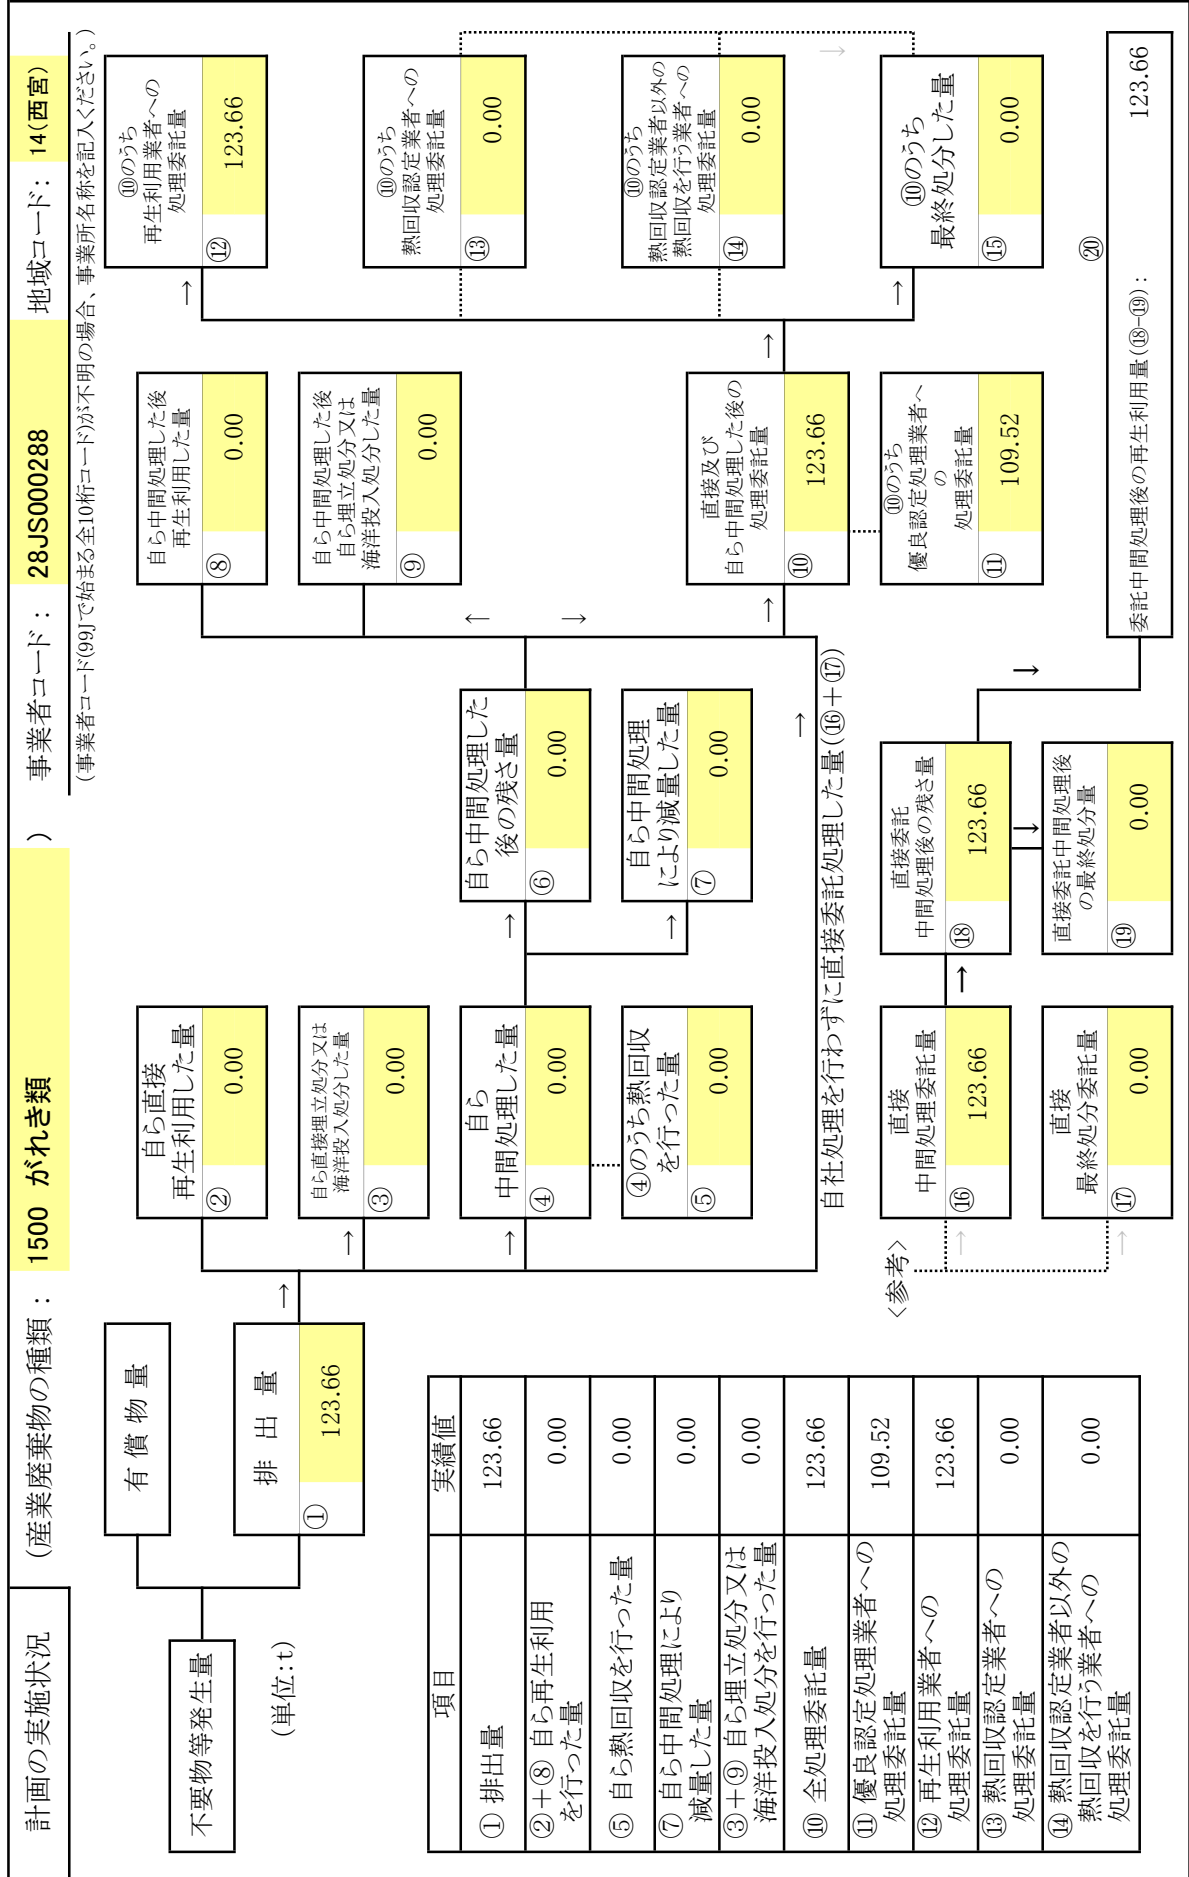 計画の実施状況
(産業廃棄物の種類 :
1500 がれき類
)
事業者コード :
28JS000288
地域コード:
14(西宮)
(事業者コード(99Jで始まる全10桁コード)が不明の場合、事業所名称を記入ください。)
不要物等発生量
(単位:t)
有 償 物 量
排 出 量
①
123.66
→
自ら直接
再生利用した量
②
0.00
→
自ら直接埋立処分又は
海洋投入処分した量
③
0.00
→
自ら
中間処理した量
④
0.00
④のうち熱回収
を行った量
⑤
0.00
→
自ら中間処理した
後の残さ量
⑥
0.00
→
自ら中間処理
により減量した量
⑦
0.00
自ら中間処理した後
再生利用した量
⑧
0.00
自ら中間処理した後
自ら埋立処分又は
海洋投入処分した量
⑨
0.00
↑
↓
→
自社処理を行わずに直接委託処理した量(⑯+⑰)
→
直接及び
自ら中間処理した後の
処理委託量
⑩
123.66
⑩のうち
優良認定処理業者へ
の
処理委託量
⑪
109.52
→
→
⑩のうち
再生利用業者への
処理委託量
⑫
123.66
⑩のうち
熱回収認定業者への
処理委託量
⑬
0.00
⑩のうち
熱回収認定業者以外の
熱回収を行う業者への
処理委託量
⑭
0.00
↓
→
⑩のうち
最終処分した量
⑮
0.00
<参考>
→
直接
中間処理委託量
⑯
123.66
→
直接
最終処分委託量
⑰
0.00
→
直接委託
中間処理後の残さ量
⑱
123.66
↓
直接委託中間処理後
の最終処分量
⑲
0.00
↓
⑳
委託中間処理後の再生利用量(⑱-⑲) :
123.66
項目
実績値
① 排出量
123.66
②+⑧ 自ら再生利用
を行った量
0.00
⑤ 自ら熱回収を行った量
0.00
⑦ 自ら中間処理により
減量した量
0.00
③+⑨ 自ら埋立処分又は
海洋投入処分を行った量
0.00
⑩ 全処理委託量
123.66
⑪ 優良認定処理業者への
処理委託量
109.52
⑫ 再生利用業者への
処理委託量
123.66
⑬ 熱回収認定業者への
処理委託量
0.00
⑭ 熱回収認定業者以外の
熱回収を行う業者への
処理委託量
0.00